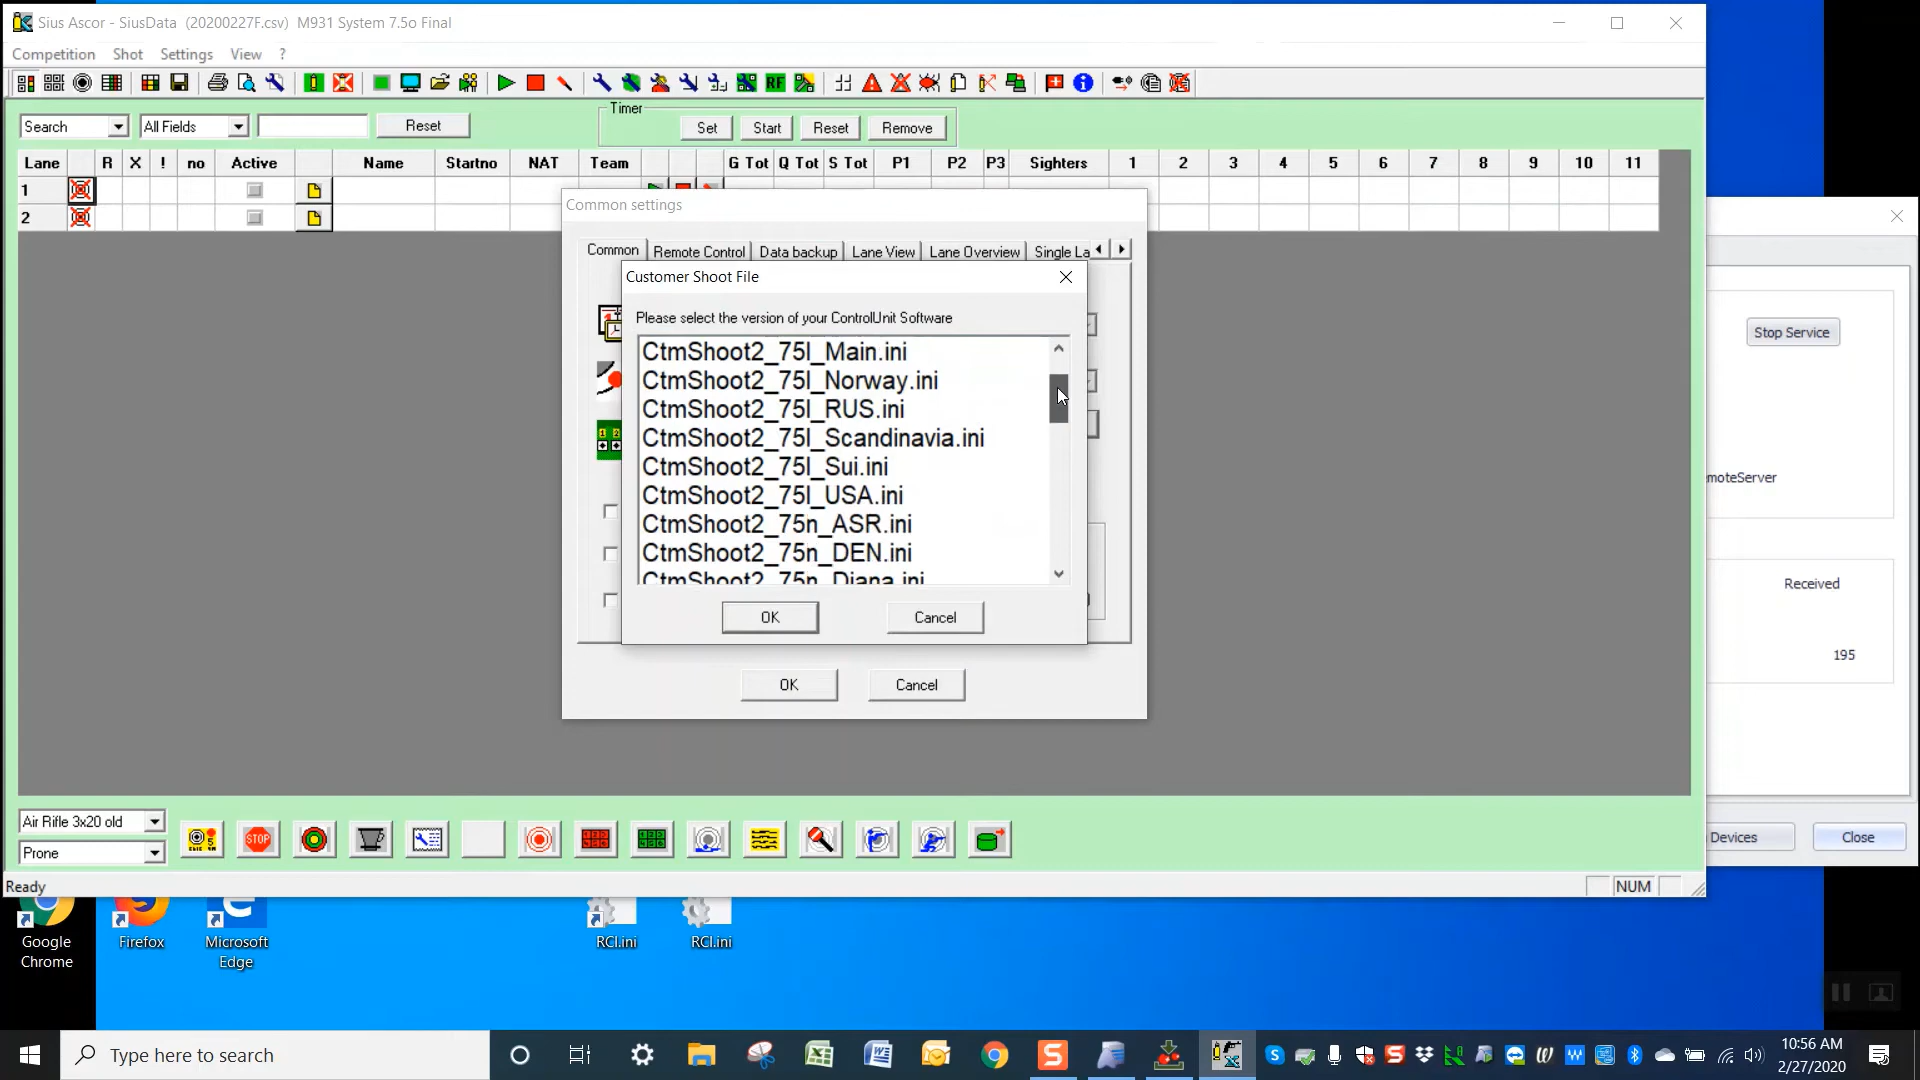 Sius Ascor - SiusData (20200227F.csv) M931 System 7.5o Final
Competition Shot Settings View ?
RF
Timer
Search All Fields Reset Set Start Reset Remove
Lane R X ! no Active Name Startno NAT Team G Tot Q Tot S Tot P1 P2 P3 Sighters 1 2 3 4 5 6 7 8 9 10 11
1
2
Common settings
Common Remote Control Data backup Lane View Lane Overview Single La
Customer Shoot File
Please select the version of your ControlUnit Software
CtmShoot2_75l_Main.ini
CtmShoot2_75l_Norway.ini
CtmShoot2_75l_RUS.ini
CtmShoot2_75l_Scandinavia.ini
CtmShoot2_75l_Sui.ini
CtmShoot2_75l_USA.ini
CtmShoot2_75n_ASR.ini
CtmShoot2_75n_DEN.ini
CtmShoot2_75n_Diana.ini
OK Cancel
OK Cancel
Stop Service
moteServer
Received
195
Devices Close
Air Rifle 3x20 old
Prone
STOP
Ready
NUM
Google Chrome
Firefox
Microsoft Edge
RCI.ini
RCI.ini
Type here to search
10:56 AM
2/27/2020